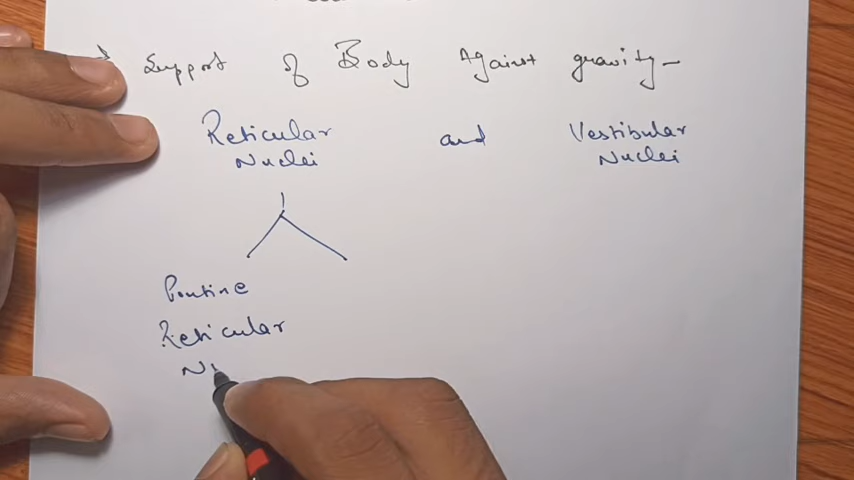 Support of Body Against gravity-
Reticular and Vestibular
Nuclei Nuclei
Pontine
Reticular